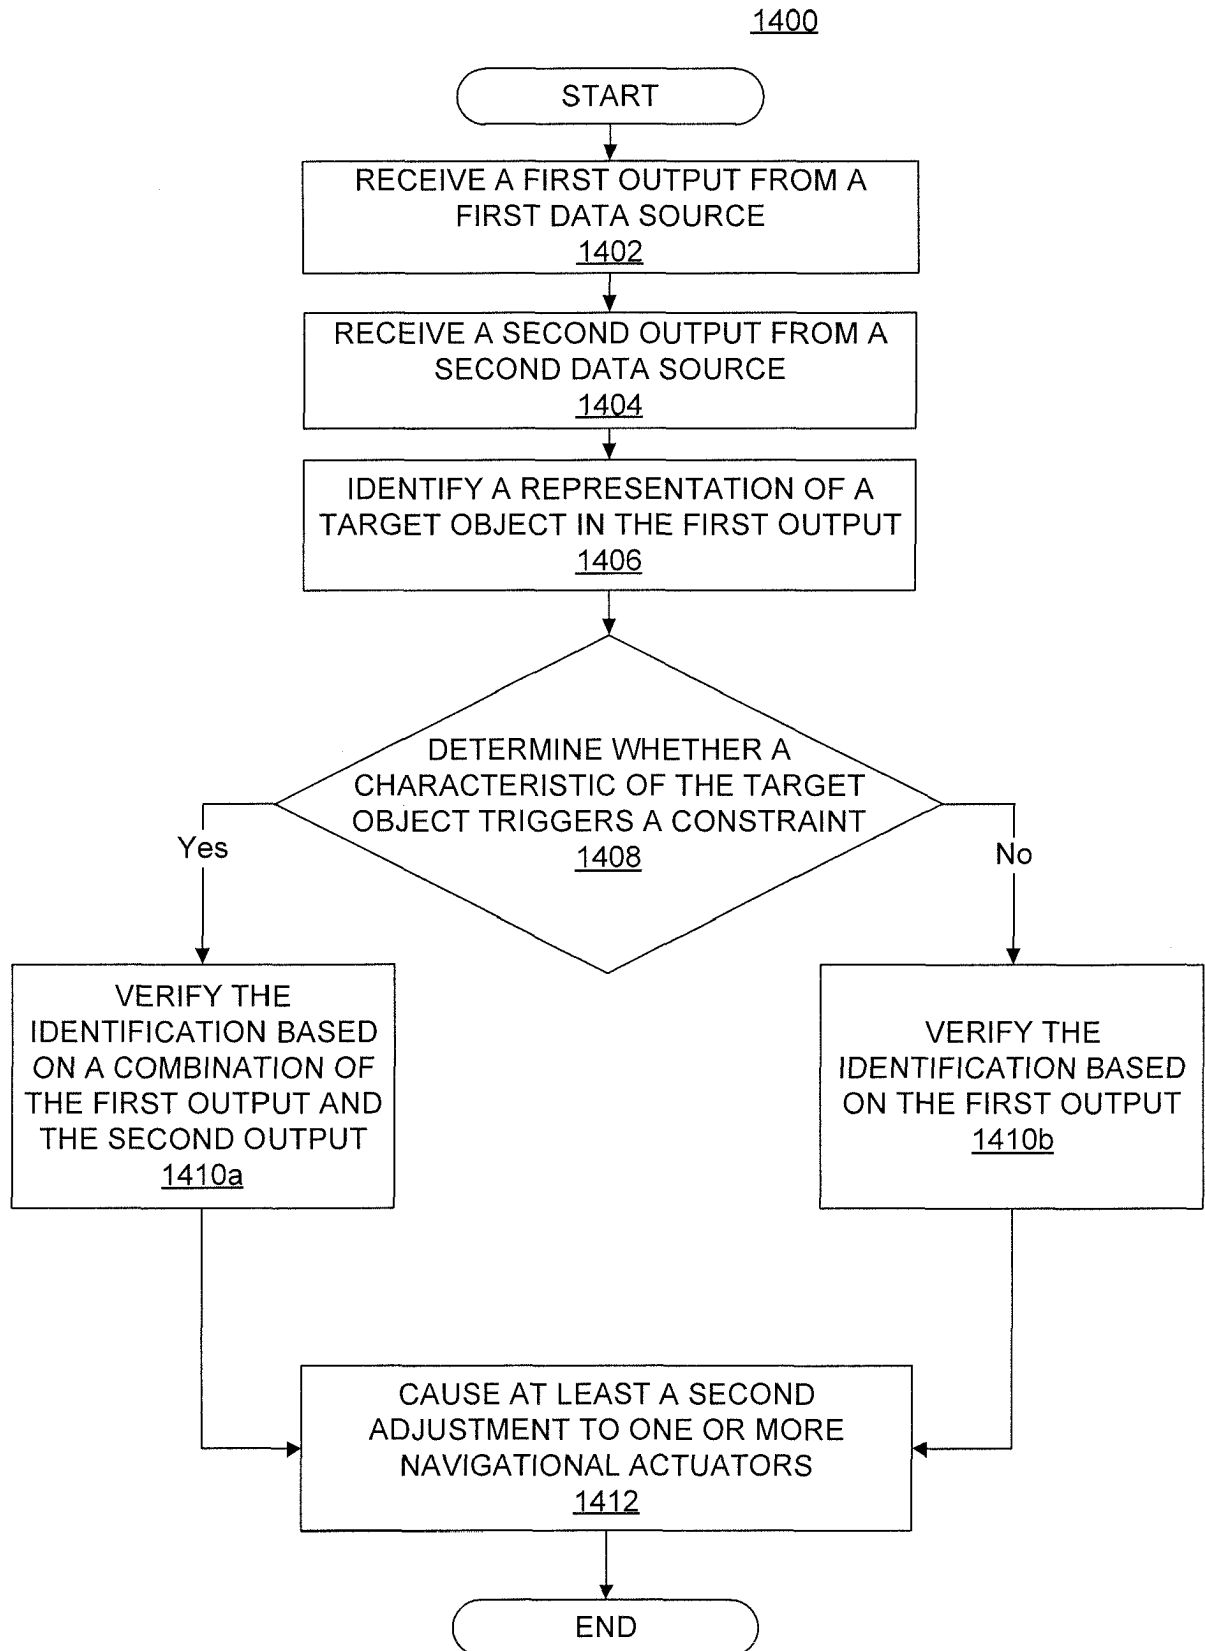 1400
START
RECEIVE A FIRST OUTPUT FROM A
FIRST DATA SOURCE
1402
RECEIVE A SECOND OUTPUT FROM A
SECOND DATA SOURCE
1404
IDENTIFY A REPRESENTATION OF A
TARGET OBJECT IN THE FIRST OUTPUT
1406
DETERMINE WHETHER A
CHARACTERISTIC OF THE TARGET
OBJECT TRIGGERS A CONSTRAINT
1408
Yes
No
VERIFY THE
IDENTIFICATION BASED
ON A COMBINATION OF
THE FIRST OUTPUT AND
THE SECOND OUTPUT
1410a
VERIFY THE
IDENTIFICATION BASED
ON THE FIRST OUTPUT
1410b
CAUSE AT LEAST A SECOND
ADJUSTMENT TO ONE OR MORE
NAVIGATIONAL ACTUATORS
1412
END